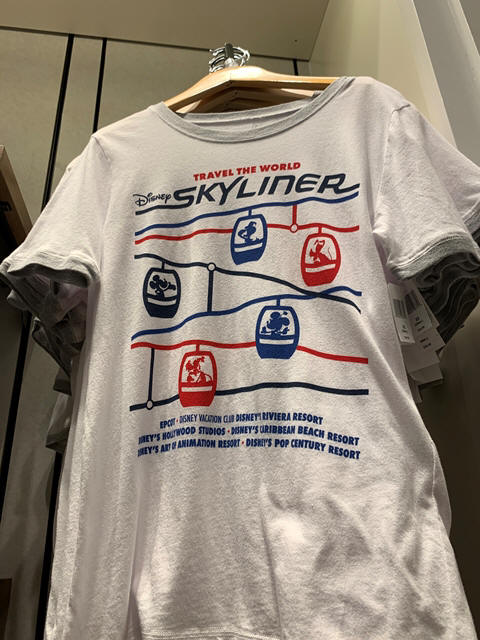 TRAVEL THE WORLD
Disney SKYLINER
EPCOT • DISNEY VACATION CLUB DISNEY'S RIVIERA RESORT
DISNEY'S HOLLYWOOD STUDIOS • DISNEY'S CARIBBEAN BEACH RESORT
DISNEY'S ART OF ANIMATION RESORT • DISNEY'S POP CENTURY RESORT